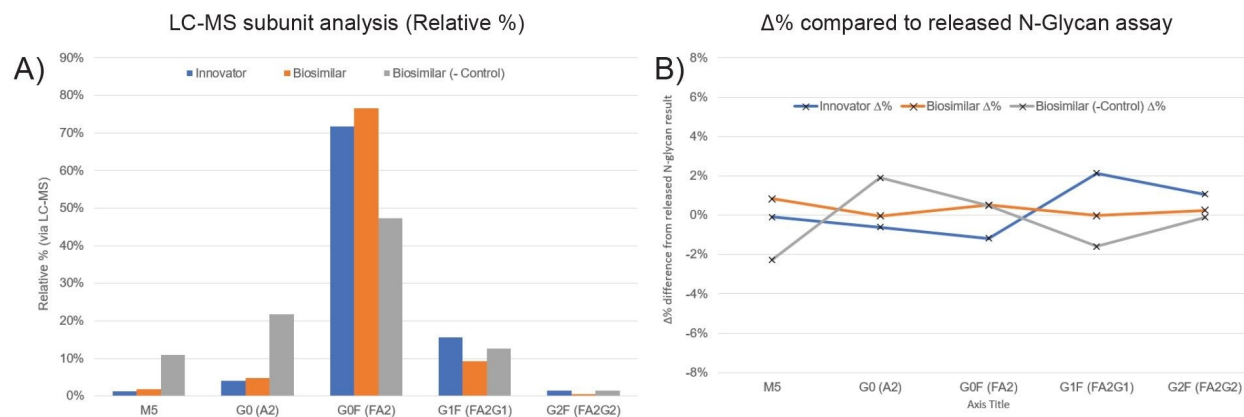 LC-MS subunit analysis (Relative %)
A)
90%
80%
70%
60%
50%
40%
30%
20%
10%
0%
Relative % (via LC-MS)
Innovator
Biosimilar
Biosimilar (- Control)
M5
G0 (A2)
G0F (FA2)
G1F (FA2G1)
G2F (FA2G2)
Δ% compared to released N-Glycan assay
B)
8%
6%
4%
2%
0%
-2%
-4%
-6%
-8%
Δ% difference from released N-glycan result
Innovator Δ%
Biosimilar Δ%
Biosimilar (-Control) Δ%
M5
G0 (A2)
G0F (FA2)
G1F (FA2G1)
G2F (FA2G2)
Axis Title